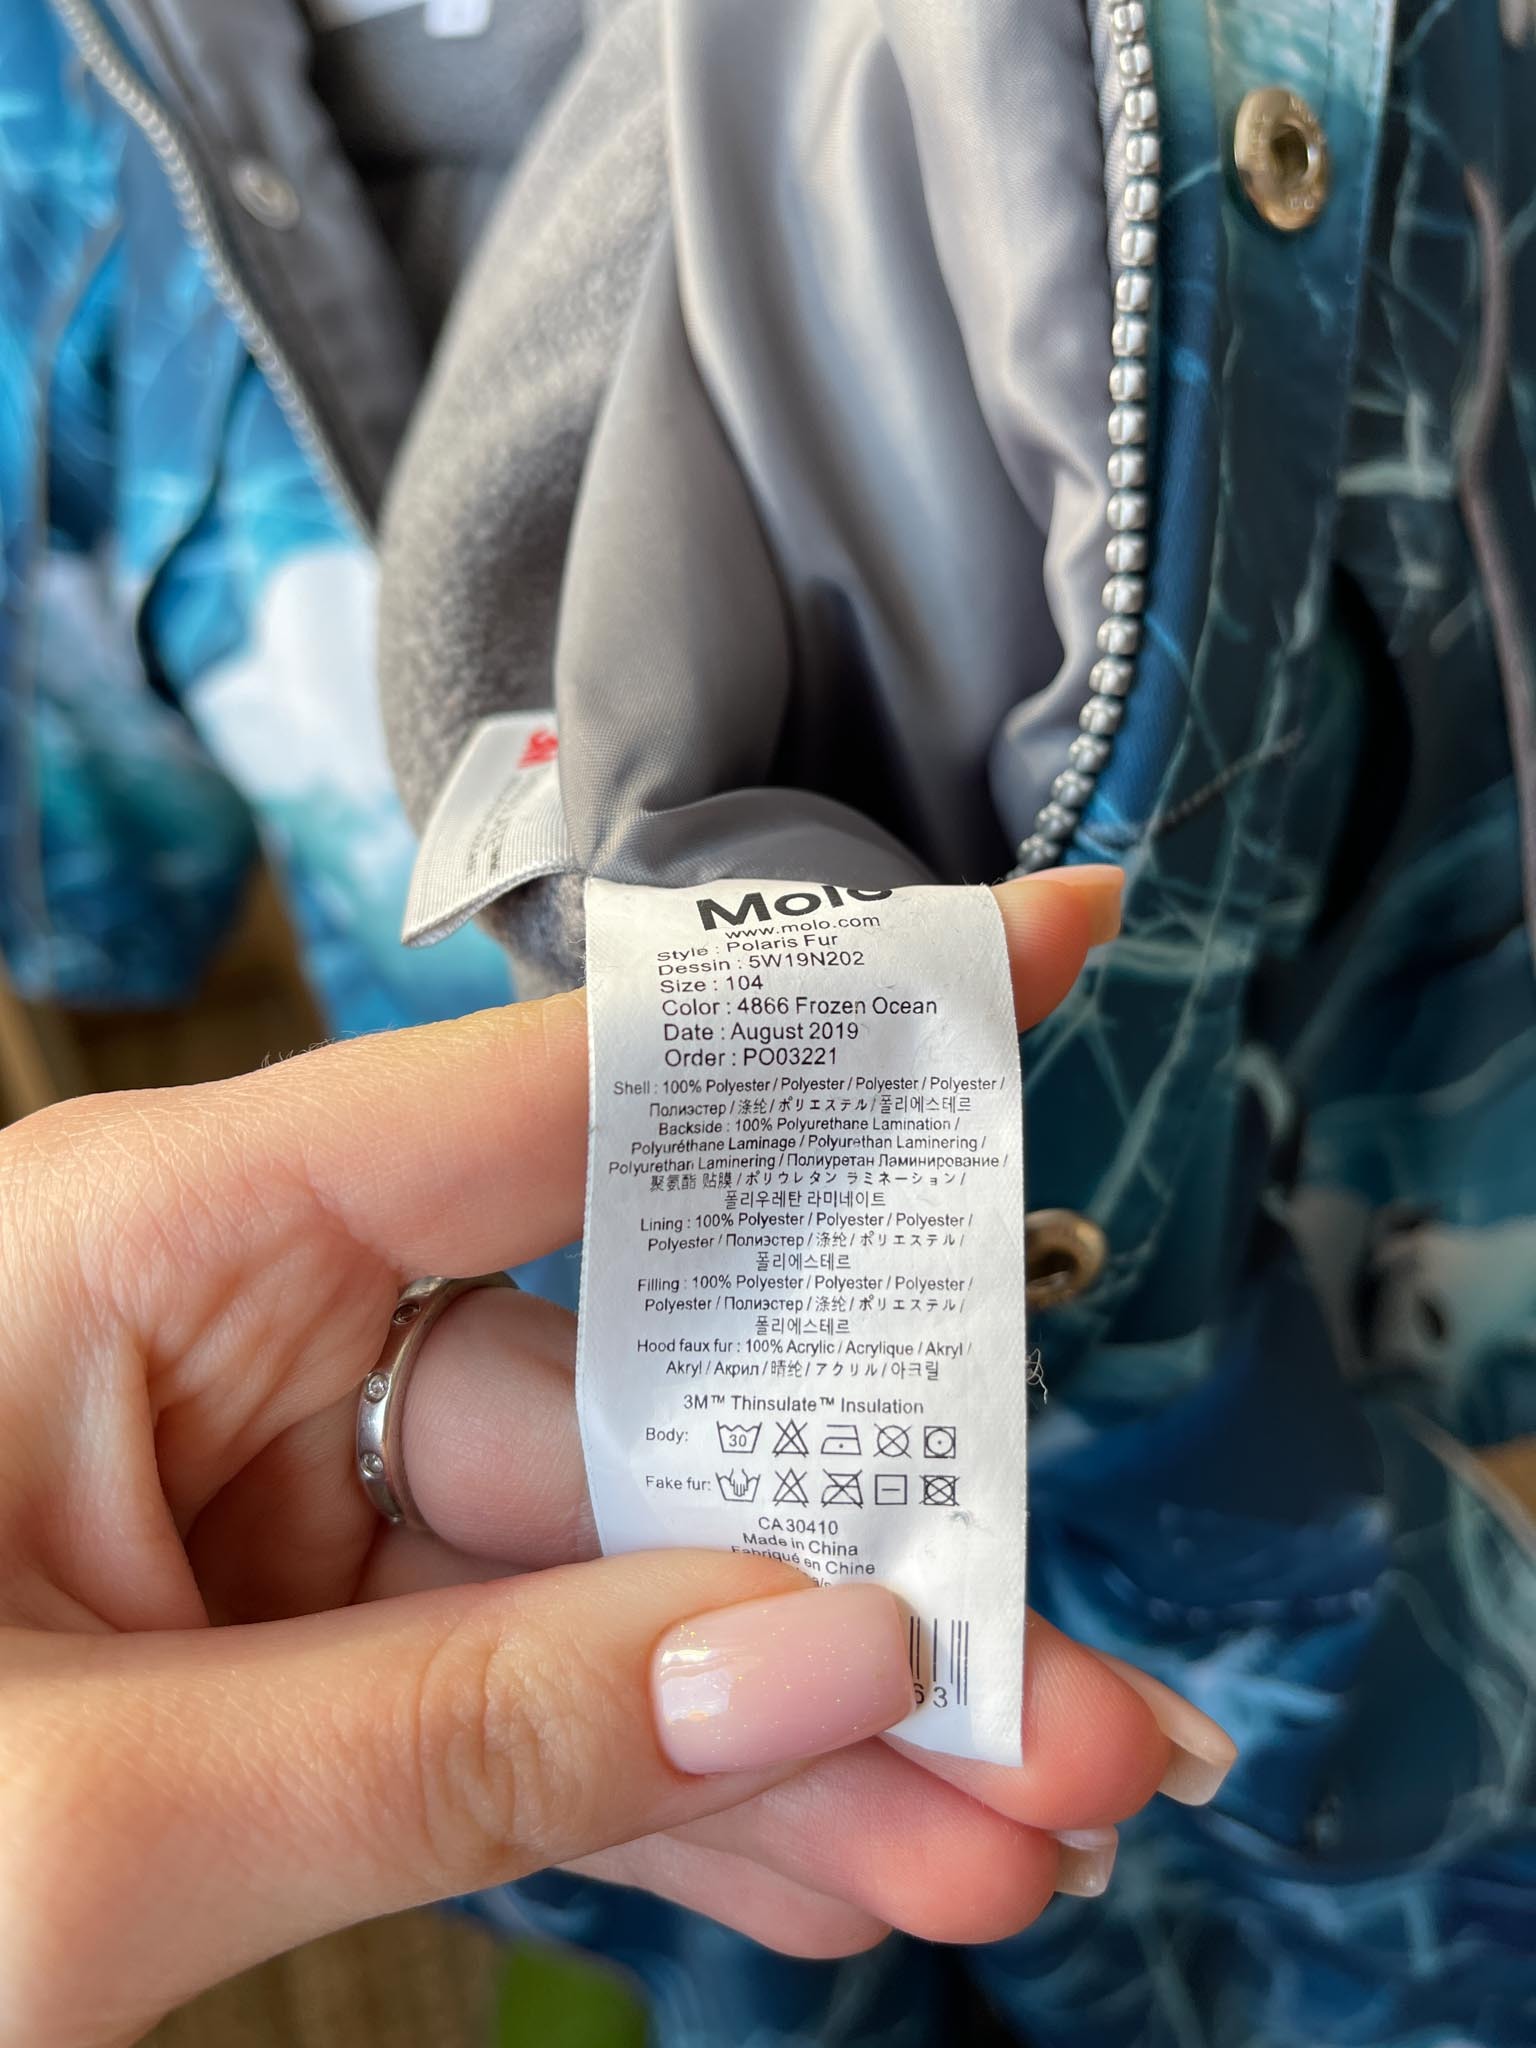 Molo
www.molo.com
Style : Polaris Fur
Dessin : 5W19N202
Size : 104
Color : 4866 Frozen Ocean
Date : August 2019
Order : PO03221
Shell : 100% Polyester / Polyester / Polyester / Polyester /
Полиэстер / 涤纶 / ポリエステル / 폴리에스테르
Backside : 100% Polyurethane Lamination /
Polyuréthane Laminage / Polyurethan Laminering /
Polyurethan Laminering / Полиуретан Ламинирование /
聚氨酯 贴膜 / ポリウレタン ラミネーション /
폴리우레탄 라미네이트
Lining : 100% Polyester / Polyester / Polyester /
Polyester / Полиэстер / 涤纶 / ポリエステル /
폴리에스테르
Filling : 100% Polyester / Polyester / Polyester /
Polyester / Полиэстер / 涤纶 / ポリエステル /
폴리에스테르
Hood faux fur : 100% Acrylic / Acrylique / Akryl /
Akryl / Акрил / 晴纶 / アクリル / 아크릴
3M™ Thinsulate™ Insulation
Body: 30
Fake fur:
CA30410
Made in China
Fabriqué en Chine
63